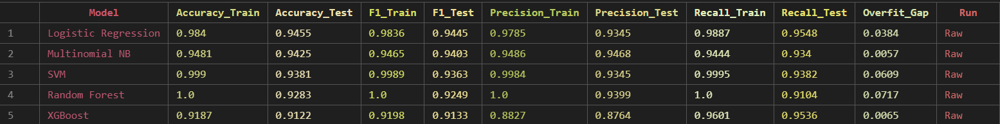 Model Accuracy_Train Accuracy_Test F1_Train F1_Test Precision_Train Precision_Test Recall_Train Recall_Test Overfit_Gap Run
1 Logistic Regression 0.984 0.9455 0.9836 0.9445 0.9785 0.9345 0.9887 0.9548 0.0384 Raw
2 Multinomial NB 0.9481 0.9425 0.9465 0.9403 0.9486 0.9468 0.9444 0.934 0.0057 Raw
3 SVM 0.999 0.9381 0.9989 0.9363 0.9984 0.9345 0.9995 0.9382 0.0609 Raw
4 Random Forest 1.0 0.9283 1.0 0.9249 1.0 0.9399 1.0 0.9104 0.0717 Raw
5 XGBoost 0.9187 0.9122 0.9198 0.9133 0.8827 0.8764 0.9601 0.9536 0.0065 Raw